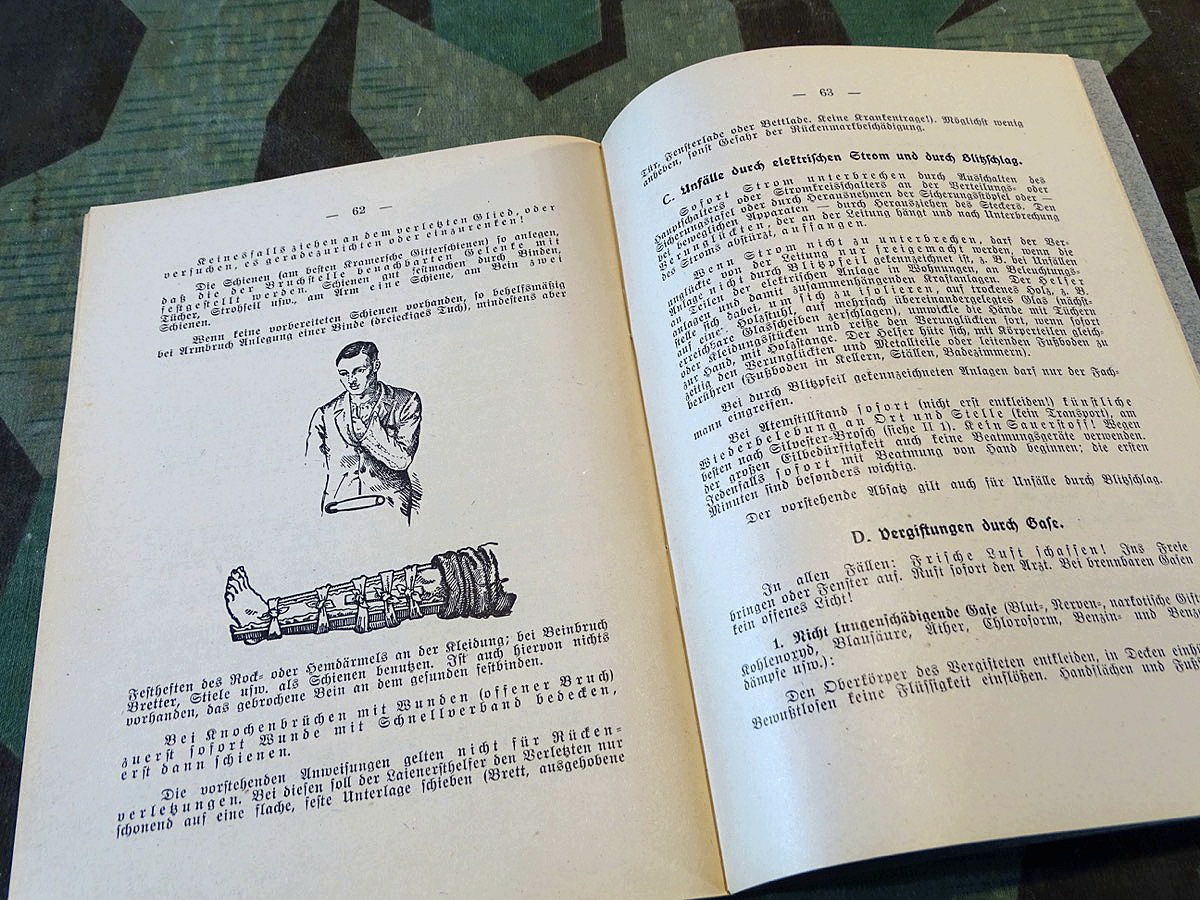 — 62 —
Keinesfalls ziehen an dem verletzten Glied, oder
versuchen, es geradezurichten oder einzurenken!
Die Schienen (am besten Kramersche Gitterschienen) so anlegen,
daß die der Bruchstelle benachbarten Gelenke mit
festgestellt werden. Schienen gut festmachen durch Binden,
Tücher, Strohseil usw., am Arm eine Schiene, am Bein zwei
Schienen.
Wenn keine vorbereiteten Schienen vorhanden, so behelfsmäßig
bei Armbruch Anlegung einer Binde (dreieckiges Tuch), mindestens aber
Festheften des Rock- oder Hemdärmels an der Kleidung; bei Beinbruch
Bretter, Stiele usw. als Schienen benutzen. Ist auch hiervon nichts
vorhanden, das gebrochene Bein an dem gesunden festbinden.
Bei Knochenbrüchen mit Wunden (offener Bruch)
zuerst sofort Wunde mit Schnellverband bedecken,
erst dann schienen.
Die vorstehenden Anweisungen gelten nicht für Rücken-
verletzungen. Bei diesen soll der Laienersthelfer den Verletzten nur
schonend auf eine flache, feste Unterlage schieben (Brett, ausgehobene
— 63 —
Tür, Fensterlade oder Bettlade. Keine Krankentrage!). Möglichst wenig
anheben, sonst Gefahr der Rückenmarkbeschädigung.
C. Unfälle durch elektrischen Strom und durch Blitzschlag.
Sofort Strom unterbrechen durch Ausschalten des
Hauptschalters oder Stromkreisschalters an der Verteilungs- oder
Sicherungstafel oder durch Herausnehmen der Sicherungsstöpsel oder —
bei beweglichen Apparaten — durch Herausziehen des Steckers. Den
Verunglückten, der an der Leitung hängt und nach Unterbrechung
des Stroms abstürzt, auffangen.
Wenn Strom nicht zu unterbrechen, darf der Ver-
unglückte von der Leitung nur freigemacht werden, wenn die
Anlage nicht durch Blitzpfeil gekennzeichnet ist, z. B. bei Unfällen
an Teilen der elektrischen Anlage in Wohnungen, an Beleuchtungs-
anlagen und damit zusammenhängenden Kraftanlagen. Der Helfer
stelle sich dabei, um sich zu isolieren, auf trockenes Holz, z. B.
auf einen Holzstuhl, auf mehrfach übereinandergelegtes Glas (nächst-
erreichbare Glasscheiben zerschlagen), umwickle die Hände mit Tüchern
oder Kleidungsstücken und reiße den Verunglückten fort, wenn sofort
zur Hand, mit Holzstange. Der Helfer hüte sich, mit Körperteilen gleich-
zeitig den Verunglückten und Metallteile oder leitenden Fußboden zu
berühren (Fußboden in Kellern, Ställen, Badezimmern).
Bei durch Blitzpfeil gekennzeichneten Anlagen darf nur der Fach-
mann eingreifen.
Bei Atemstillstand sofort (nicht erst entkleiden!) künstliche
Wiederbelebung an Ort und Stelle (kein Transport), am
besten nach Silvester-Brosch (siehe II 1). Kein Sauerstoff! Wegen
der großen Eilbedürftigkeit auch keine Beatmungsgeräte verwenden.
Jedenfalls sofort mit Beatmung von Hand beginnen; die ersten
Minuten sind besonders wichtig.
Der vorstehende Absatz gilt auch für Unfälle durch Blitzschlag.
D. Vergiftungen durch Gase.
In allen Fällen: Frische Luft schaffen! Ins Freie
bringen oder Fenster auf. Ruft sofort den Arzt. Bei brennbaren Gasen
kein offenes Licht!
1. Nicht lungenschädigende Gase (Blut-, Nerven-, narkotische Gifte
Kohlenoxyd, Blausäure, Äther, Chloroform, Benzin- und
dämpfe usw.):
Den Oberkörper des Vergifteten entkleiden, in Decken
Bewußtlosen keine Flüssigkeit einflößen. Handflächen und